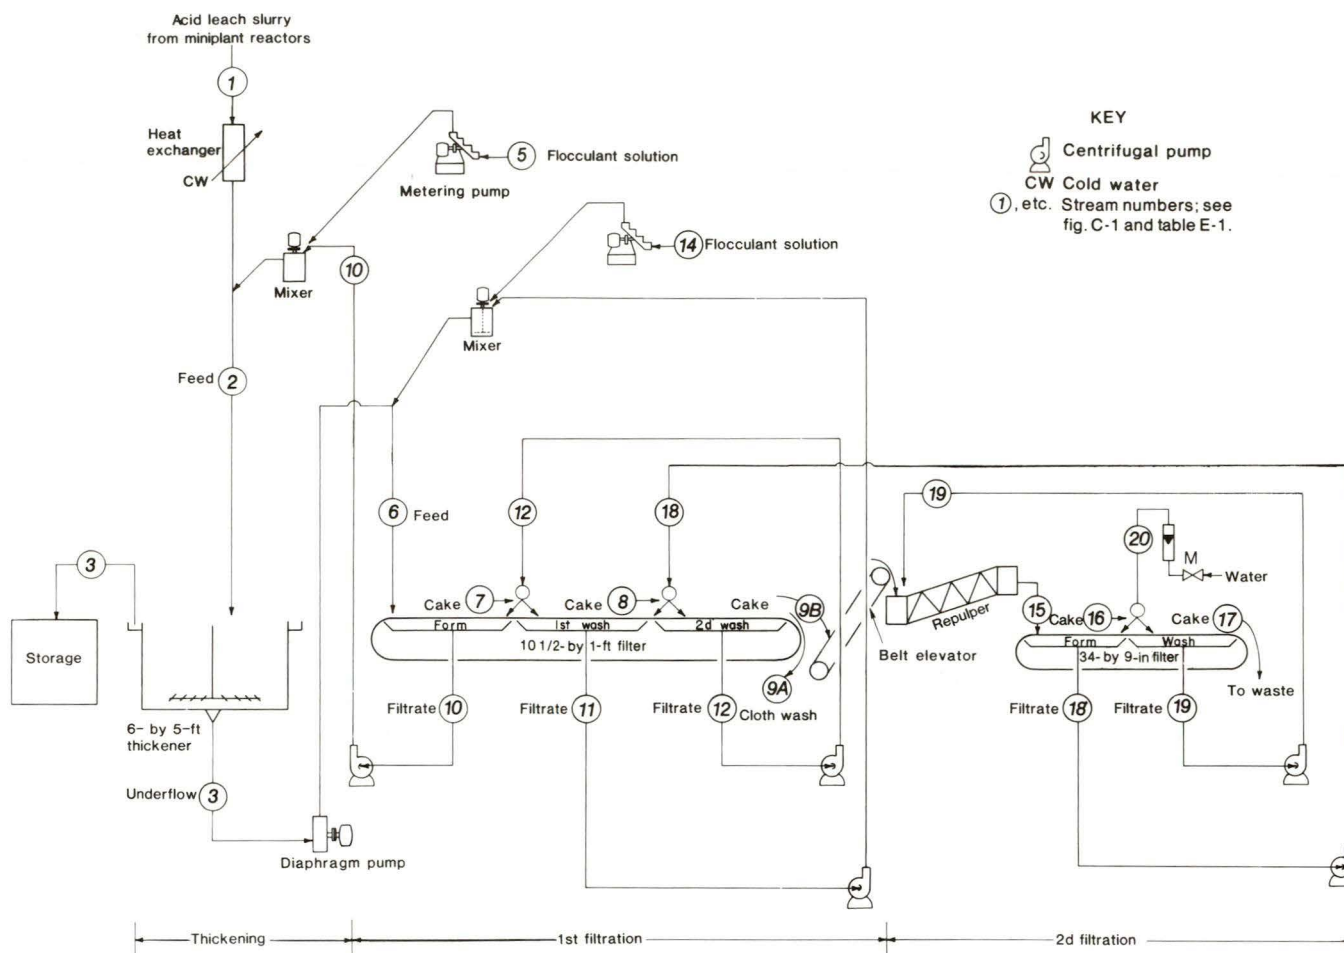 Acid leach slurry
from miniplant reactors
1
Heat
exchanger
CW
5 Flocculant solution
Metering pump
KEY
Centrifugal pump
CW Cold water
1, etc. Stream numbers; see
fig. C-1 and table E-1.
14 Flocculant solution
10
Mixer
Mixer
Feed 2
6 Feed
12
18
19
20
M
Water
3
Storage
Cake 7
Cake 8
Cake
9B
Form
1st wash
2d wash
10 1/2- by 1-ft filter
Repulper
15
Cake 16
Cake 17
Form
Wash
34- by 9-in filter
Belt elevator
To waste
9A
Cloth wash
Filtrate 10
Filtrate 11
Filtrate 12
Filtrate 18
Filtrate 19
6- by 5-ft
thickener
Underflow 3
Diaphragm pump
Thickening
1st filtration
2d filtration